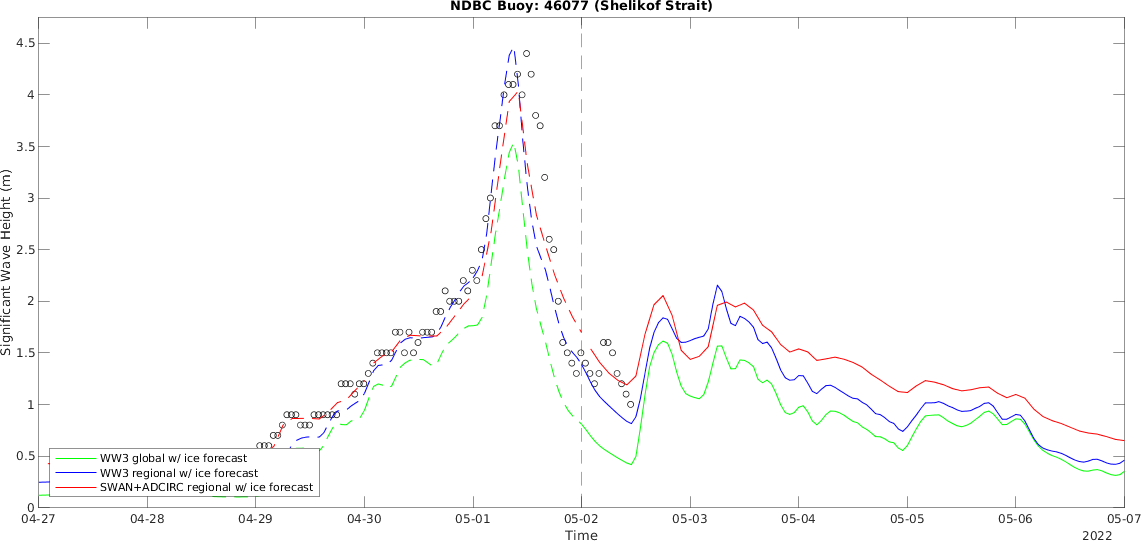 NDBC Buoy: 46077 (Shelikof Strait)
4.5
4
3.5
3
2.5
2
1.5
1
0.5
0
Significant Wave Height (m)
WW3 global w/ ice forecast
WW3 regional w/ ice forecast
SWAN+ADCIRC regional w/ ice forecast
04-27 04-28 04-29 04-30 05-01 05-02 05-03 05-04 05-05 05-06 05-07
Time
2022